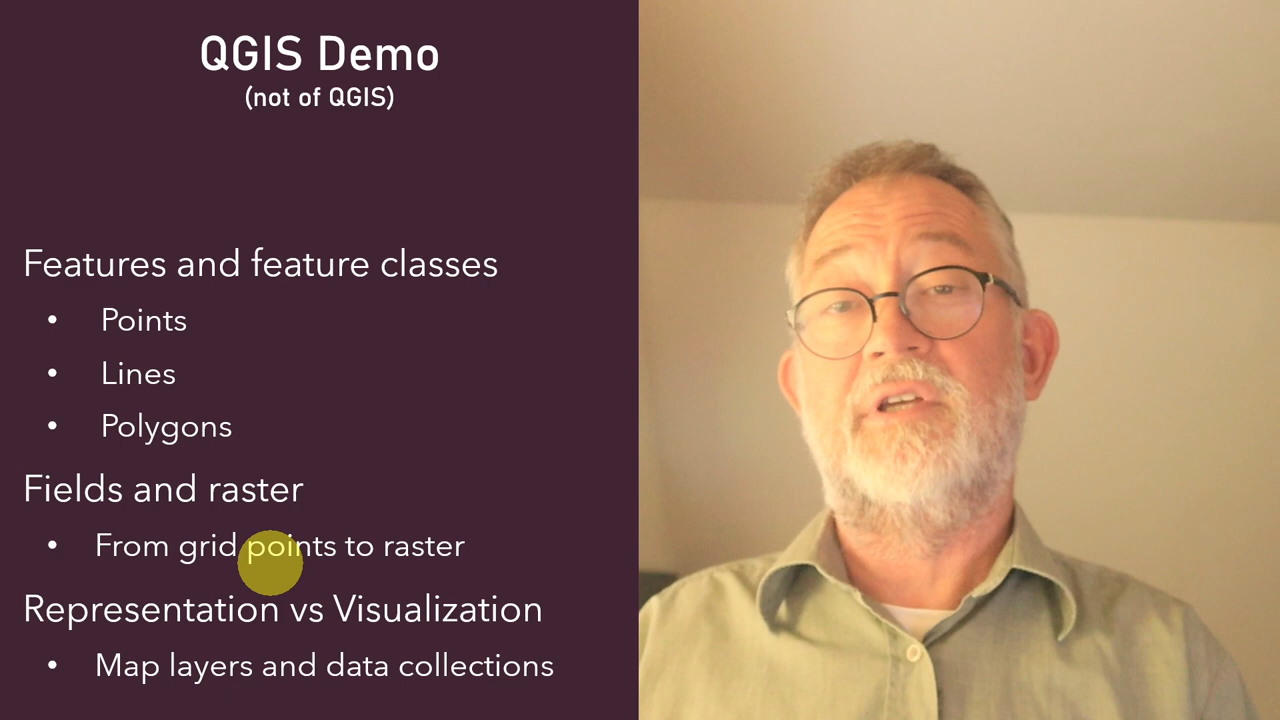 QGIS Demo
(not of QGIS)
Features and feature classes
• Points
• Lines
• Polygons
Fields and raster
• From grid points to raster
Representation vs Visualization
• Map layers and data collections